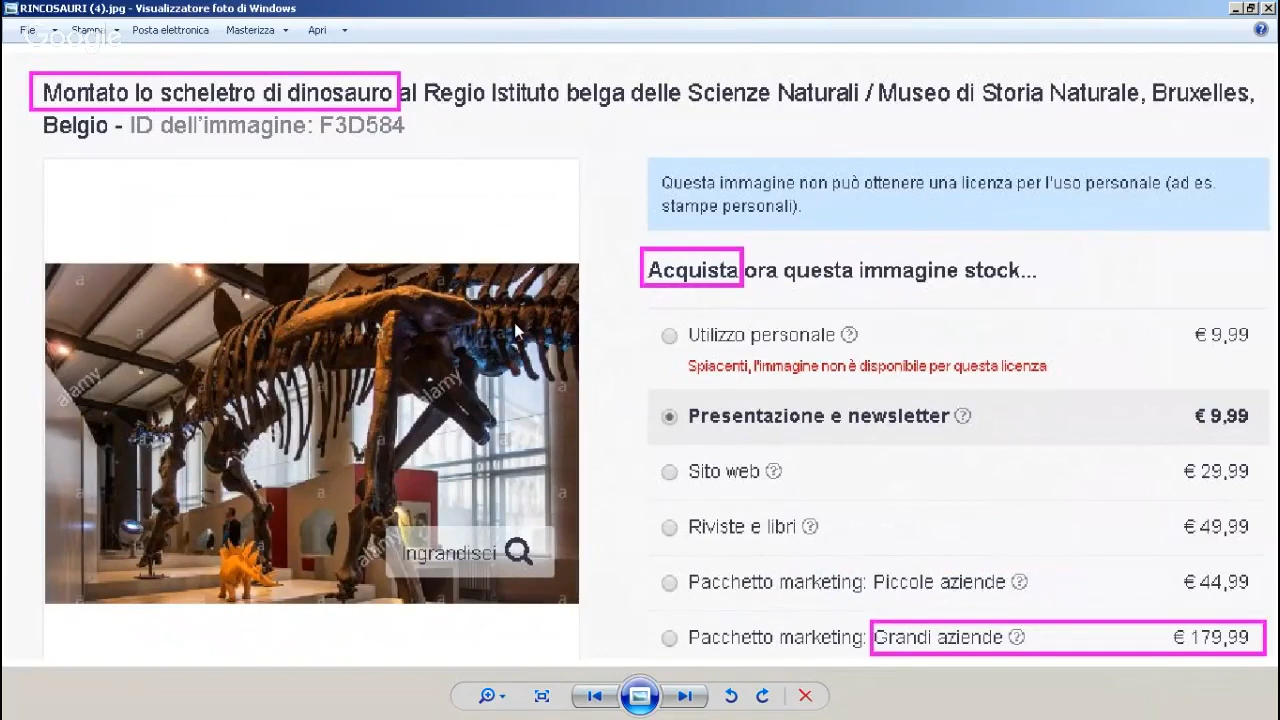 RINCOSAURI (4).jpg - Visualizzatore foto di Windows
File Stampa Posta elettronica Masterizza Apri
Google
Montato lo scheletro di dinosauro al Regio Istituto belga delle Scienze Naturali / Museo di Storia Naturale, Bruxelles,
Belgio - ID dell'immagine: F3D584
Questa immagine non può ottenere una licenza per l'uso personale (ad es.
stampe personali).
Acquista ora questa immagine stock...
Utilizzo personale € 9,99
Spiacenti, l'immagine non è disponibile per questa licenza
Presentazione e newsletter € 9,99
Sito web € 29,99
Riviste e libri € 49,99
Pacchetto marketing: Piccole aziende € 44,99
Pacchetto marketing: Grandi aziende € 179,99
a a
a
alamy alamy
a a a
alamy
Ingrandisci